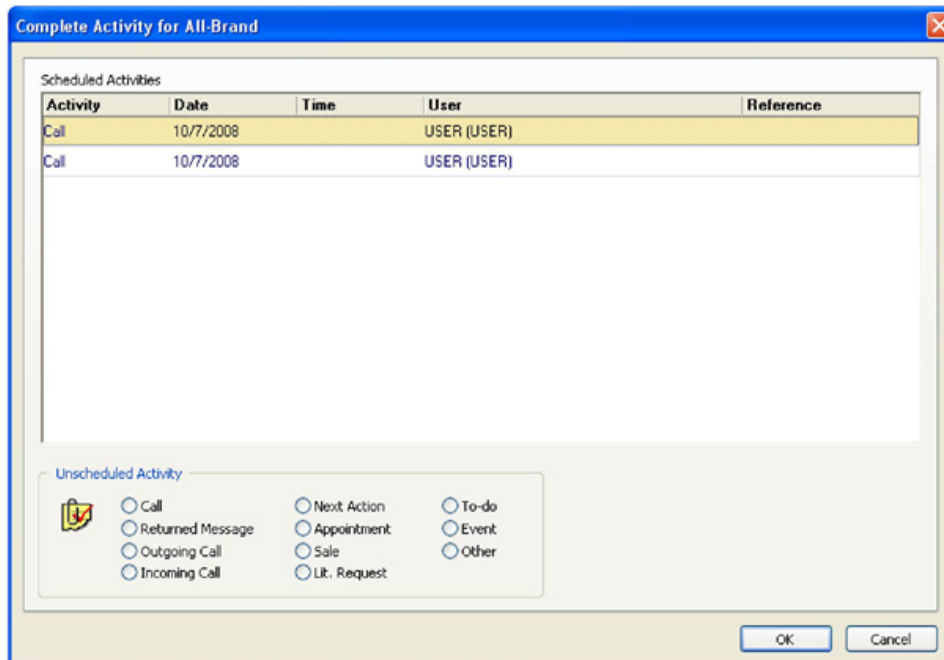 Complete Activity for All-Brand
Scheduled Activities
Activity Date Time User Reference
Call 10/7/2008 USER (USER)
Call 10/7/2008 USER (USER)
Unscheduled Activity
Call Next Action To-do
Returned Message Appointment Event
Outgoing Call Sale Other
Incoming Call Lit. Request
OK Cancel